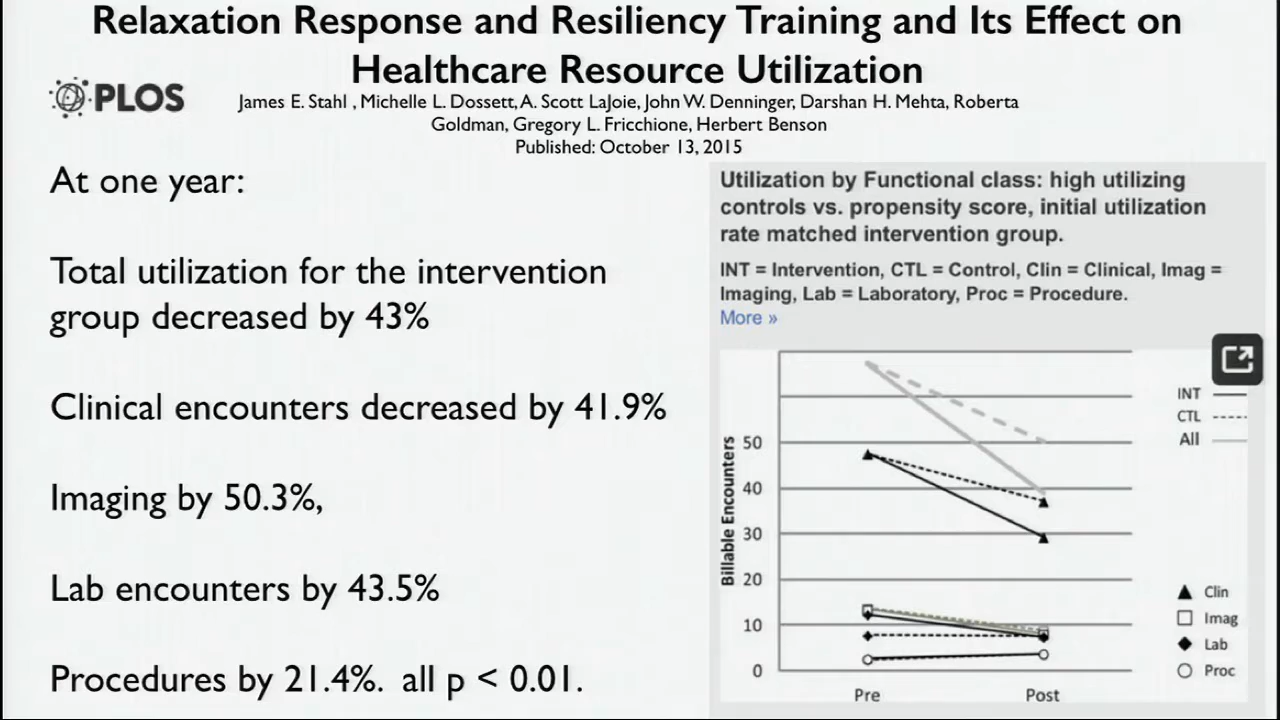 Relaxation Response and Resiliency Training and Its Effect on
Healthcare Resource Utilization
PLOS
James E. Stahl , Michelle L. Dossett, A. Scott LaJoie, John W. Denninger, Darshan H. Mehta, Roberta
Goldman, Gregory L. Fricchione, Herbert Benson
Published: October 13, 2015
At one year:
Total utilization for the intervention
group decreased by 43%
Clinical encounters decreased by 41.9%
Imaging by 50.3%,
Lab encounters by 43.5%
Procedures by 21.4%. all p < 0.01.
Utilization by Functional class: high utilizing
controls vs. propensity score, initial utilization
rate matched intervention group.
INT = Intervention, CTL = Control, Clin = Clinical, Imag =
Imaging, Lab = Laboratory, Proc = Procedure.
More »
INT
CTL
All
Billable Encounters
50
40
30
20
10
0
Pre
Post
Clin
Imag
Lab
Proc